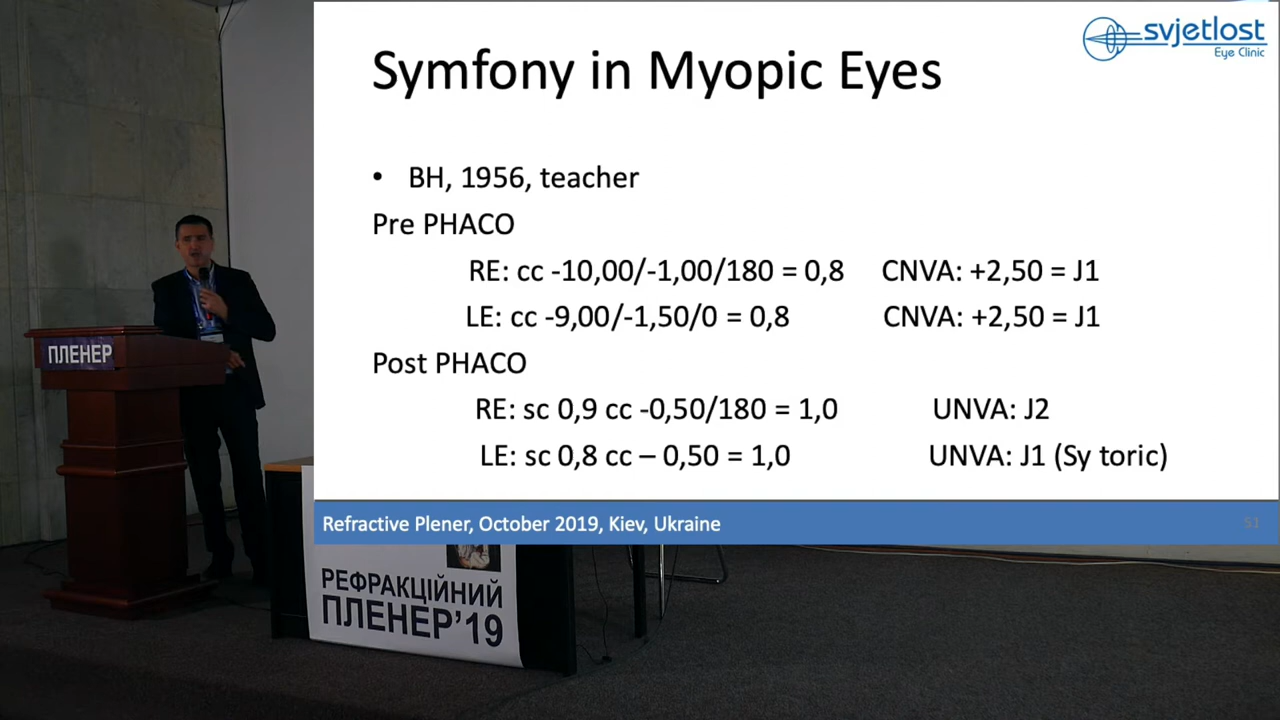 svjetlost
Eye Clinic
Symfony in Myopic Eyes
• BH, 1956, teacher
Pre PHACO
RE: cc -10,00/-1,00/180 = 0,8 CNVA: +2,50 = J1
LE: cc -9,00/-1,50/0 = 0,8 CNVA: +2,50 = J1
Post PHACO
RE: sc 0,9 cc -0,50/180 = 1,0 UNVA: J2
LE: sc 0,8 cc – 0,50 = 1,0 UNVA: J1 (Sy toric)
Refractive Plener, October 2019, Kiev, Ukraine
ПЛЕНЕР
РЕФРАКЦІЙНИЙ
ПЛЕНЕР'19